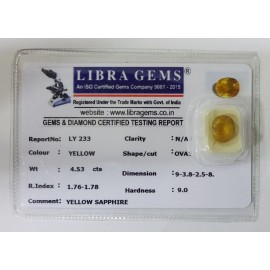 LIBRA GEMS®
An ISO Certified Gems Company 9001 - 2015
Registered Under the Trade Marks with Govt. of India
website : www.libragems.co.in
GEMS & DIAMOND CERTIFIED TESTING REPORT
ReportNo: LY 233 Clarity : N/A
Colour : YELLOW Shape/cut : OVA
Wt : 4.53 cts Dimension : 9-3.8-2.5-8.
R.Index : 1.76-1.78 Hardness : 9.0
Comment : YELLOW SAPPHIRE